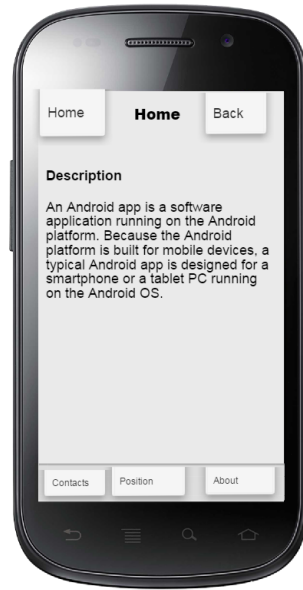 Home
Home
Back
Description
An Android app is a software
application running on the Android
platform. Because the Android
platform is built for mobile devices, a
typical Android app is designed for a
smartphone or a tablet PC running
on the Android OS.
Contacts
Position
About